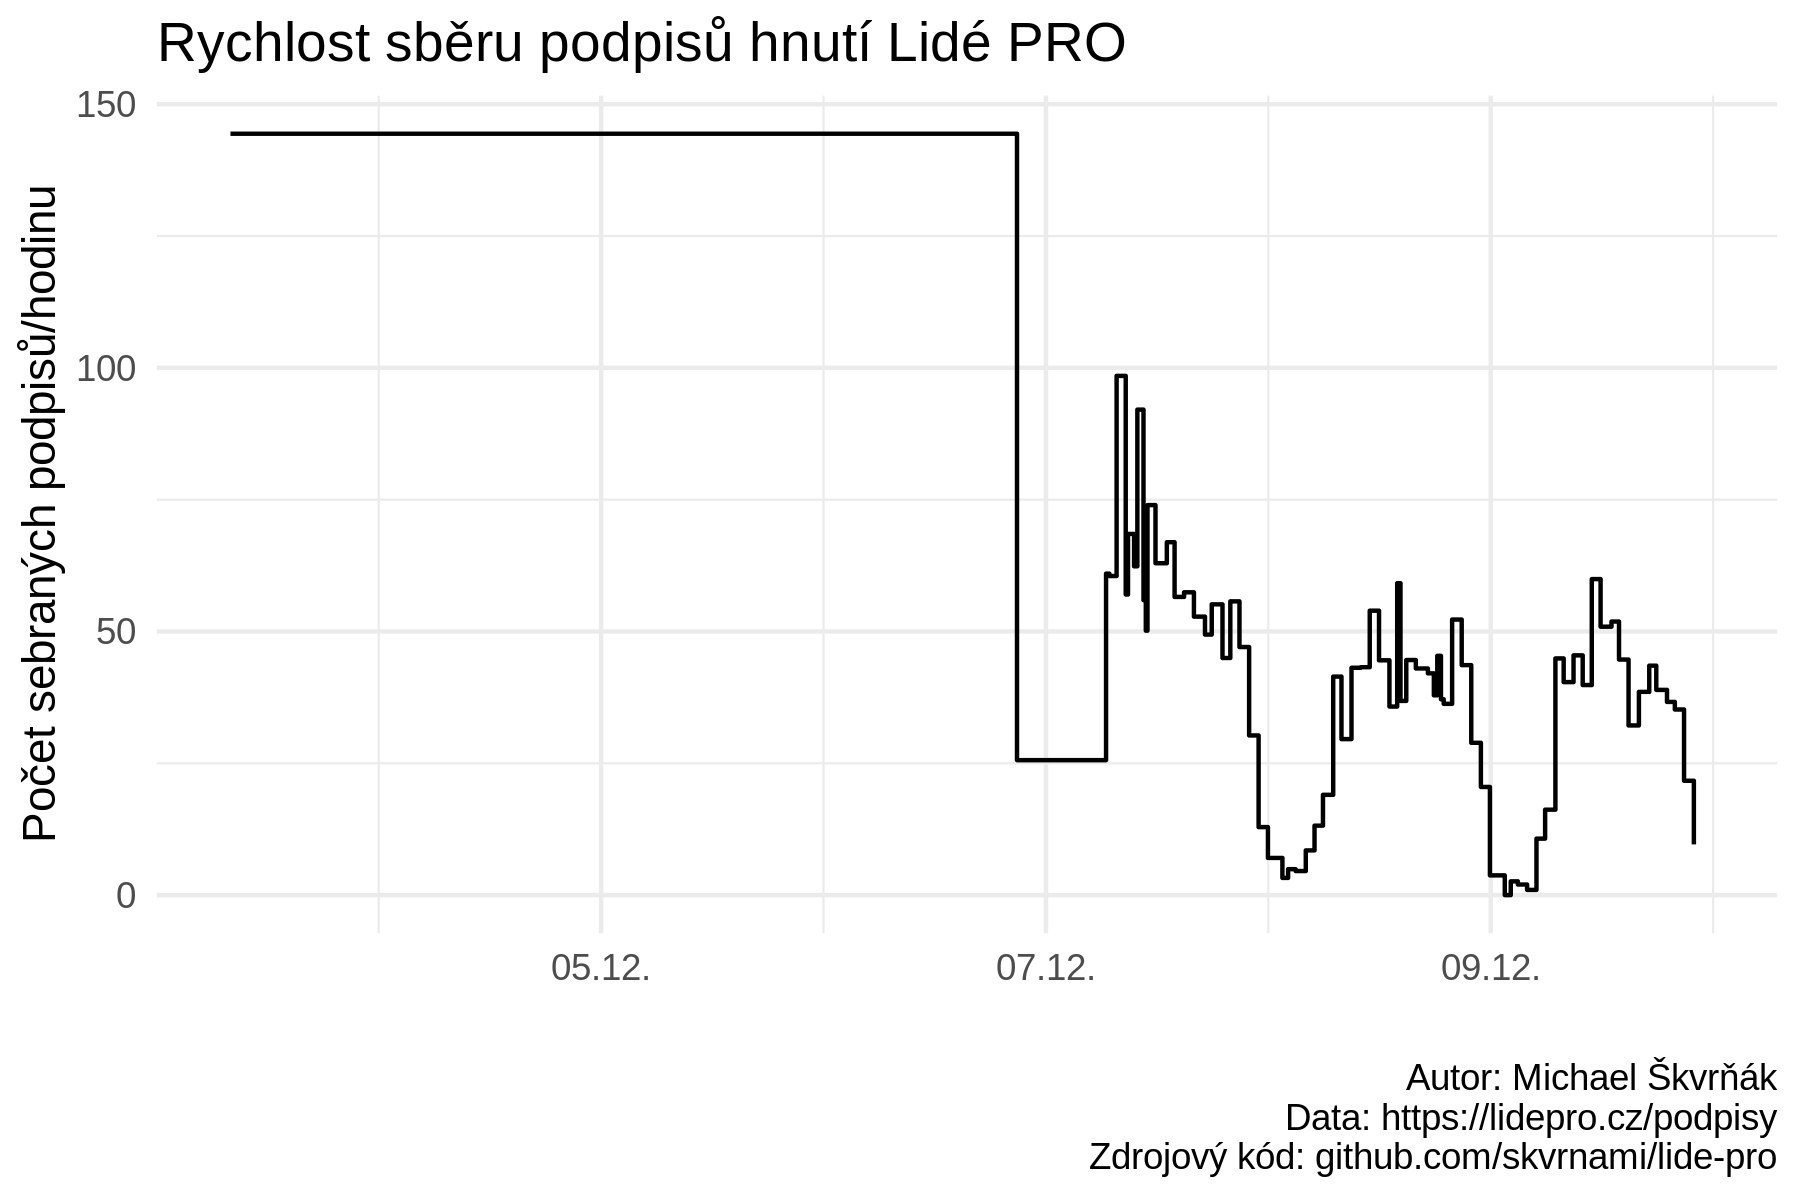 Rychlost sběru podpisů hnutí Lidé PRO
Počet sebraných podpisů/hodinu
150
100
50
0
05.12.
07.12.
09.12.
Autor: Michael Škvrňák
Data: https://lidepro.cz/podpisy
Zdrojový kód: github.com/skvrnami/lide-pro